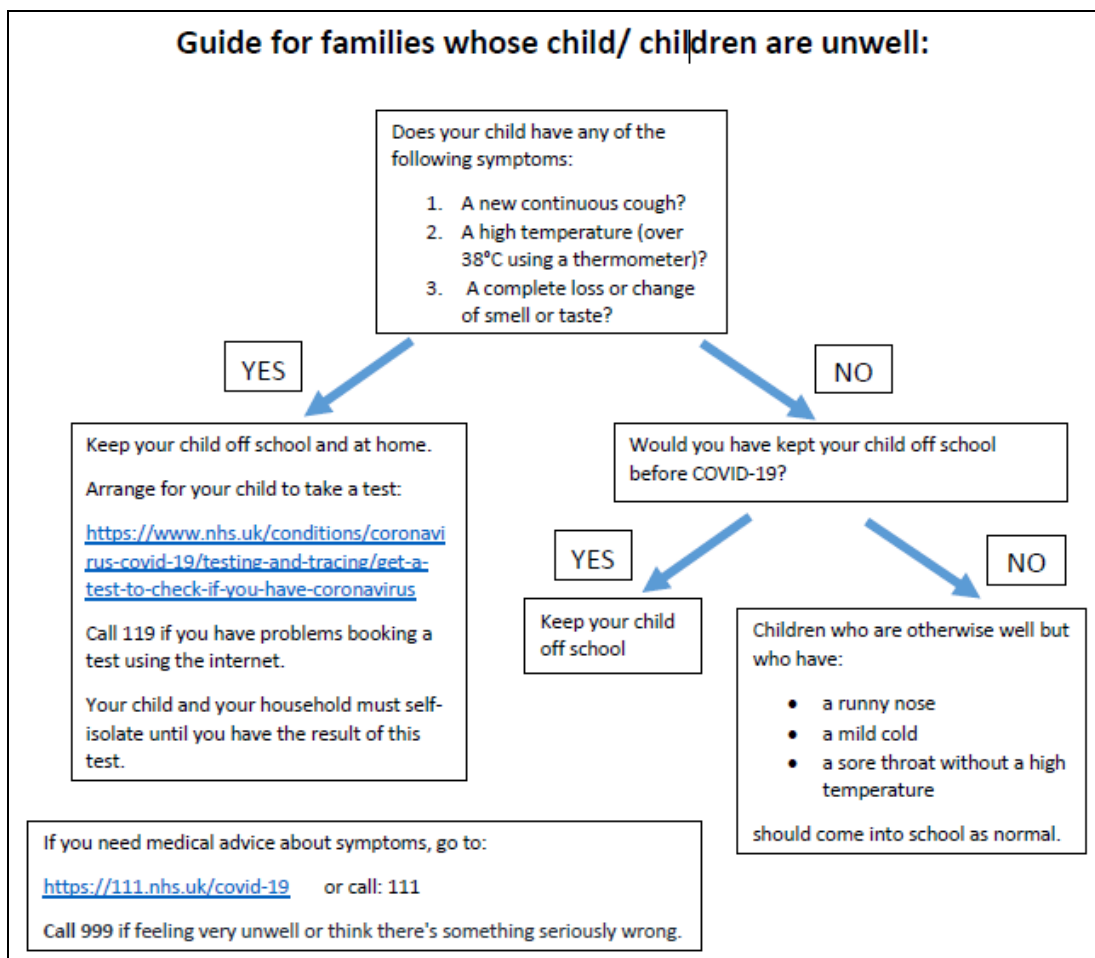 Guide for families whose child/ children are unwell:
Does your child have any of the
following symptoms:
1. A new continuous cough?
2. A high temperature (over
38°C using a thermometer)?
3. A complete loss or change
of smell or taste?
YES
NO
Keep your child off school and at home.
Arrange for your child to take a test:
https://www.nhs.uk/conditions/coronavi
rus-covid-19/testing-and-tracing/get-a-
test-to-check-if-you-have-coronavirus
Call 119 if you have problems booking a
test using the internet.
Your child and your household must self-
isolate until you have the result of this
test.
Would you have kept your child off school
before COVID-19?
YES
NO
Keep your child
off school
Children who are otherwise well but
who have:
• a runny nose
• a mild cold
• a sore throat without a high
temperature
should come into school as normal.
If you need medical advice about symptoms, go to:
https://111.nhs.uk/covid-19 or call: 111
Call 999 if feeling very unwell or think there's something seriously wrong.